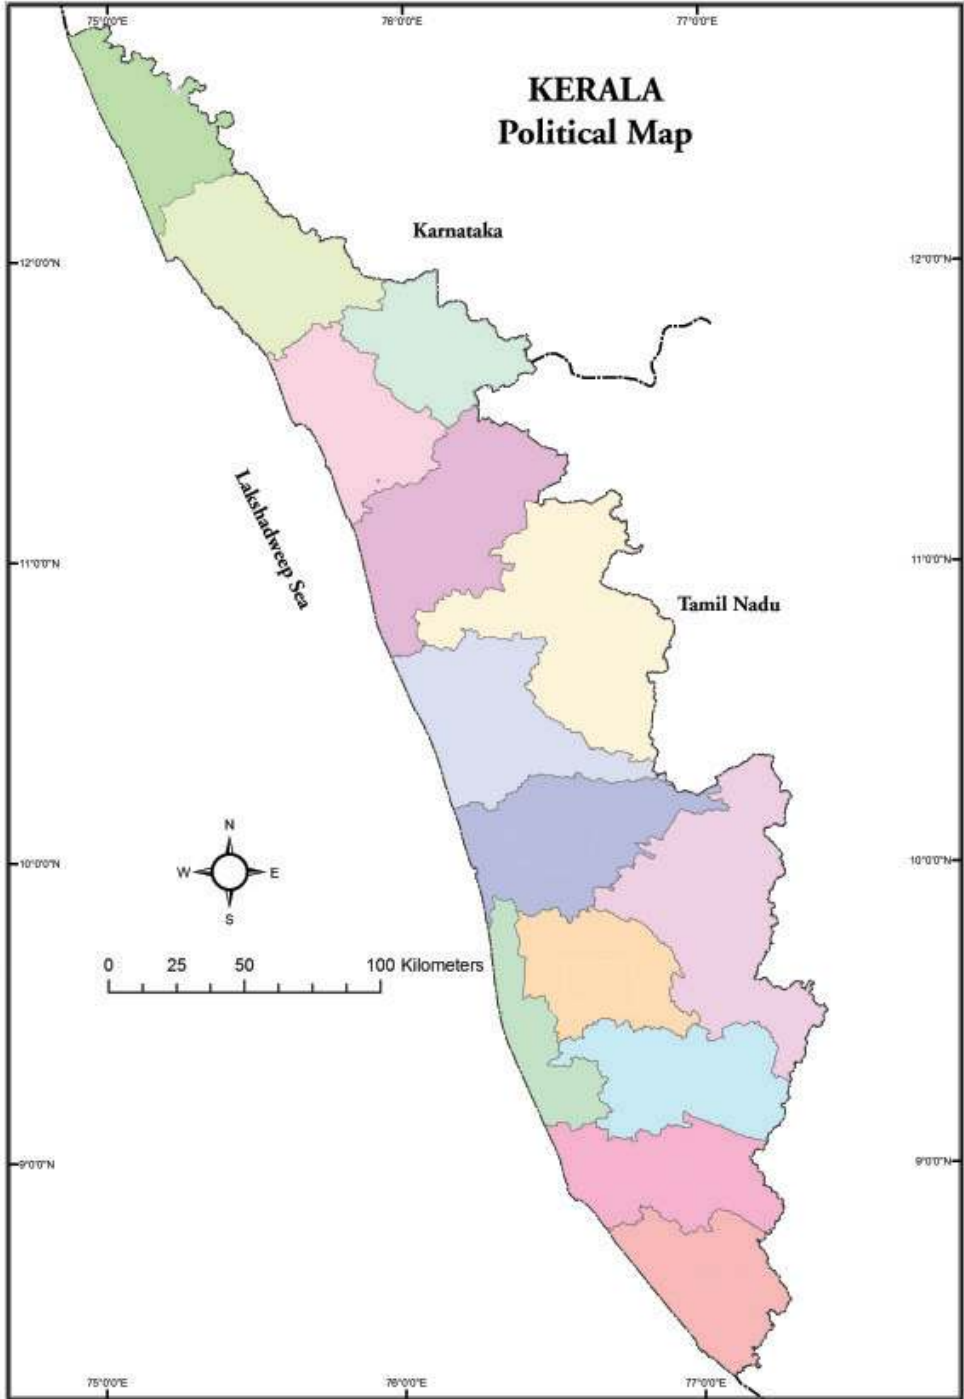 75°0'0"E
76°0'0"E
77°0'0"E
KERALA
Political Map
Karnataka
12°0'0"N
12°0'0"N
Lakshadweep Sea
11°0'0"N
11°0'0"N
Tamil Nadu
N
W
E
S
10°0'0"N
10°0'0"N
0 25 50 100 Kilometers
9°0'0"N
9°0'0"N
75°0'0"E
76°0'0"E
77°0'0"E